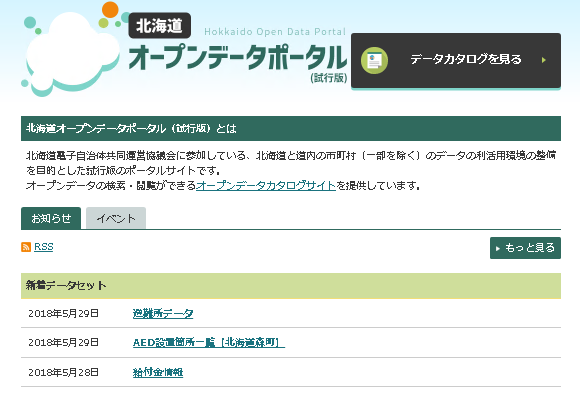 北海道
Hokkaido Open Data Portal
オープンデータポータル
(試行版)
データカタログを見る
北海道オープンデータポータル（試行版）とは
北海道電子自治体共同運営協議会に参加している、北海道と道内の市町村（一部を除く）のデータの利活用環境の整備
を目的とした試行版のポータルサイトです。
オープンデータの検索・閲覧ができるオープンデータカタログサイトを提供しています。
お知らせ イベント
RSS もっと見る
新着データセット
2018年5月29日 避難所データ
2018年5月29日 AED設置箇所一覧【北海道森町】
2018年5月28日 給付金情報